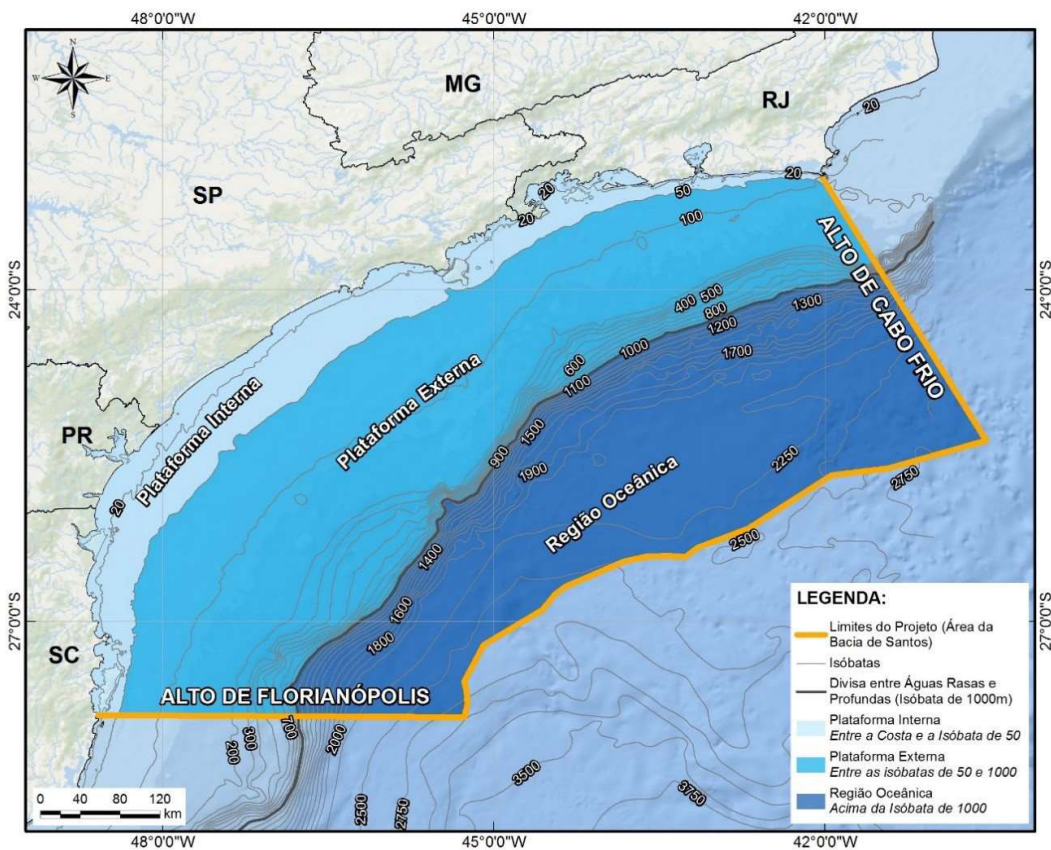 48°0'0"W
45°0'0"W
42°0'0"W
N
W
E
S
MG
RJ
SP
PR
SC
20
20
20
20
50
100
24°0'0"S
24°0'0"S
ALTO DE CABO FRIO
400
500
800
1300
1200
1000
1700
600
1100
Plataforma Interna
Plataforma Externa
1500
900
1900
Região Oceânica
2250
2750
20
2500
1400
1600
1800
27°0'0"S
27°0'0"S
ALTO DE FLORIANÓPOLIS
700
300
200
2000
2500
2750
3500
3750
LEGENDA:
Limites do Projeto (Área da
Bacia de Santos)
Isóbatas
Divisa entre Águas Rasas e
Profundas (Isóbata de 1000m)
Plataforma Interna
Entre a Costa e a Isóbata de 50
Plataforma Externa
Entre as isóbatas de 50 e 1000
Região Oceânica
Acima da Isóbata de 1000
0 40 80 120
km
48°0'0"W
45°0'0"W
42°0'0"W